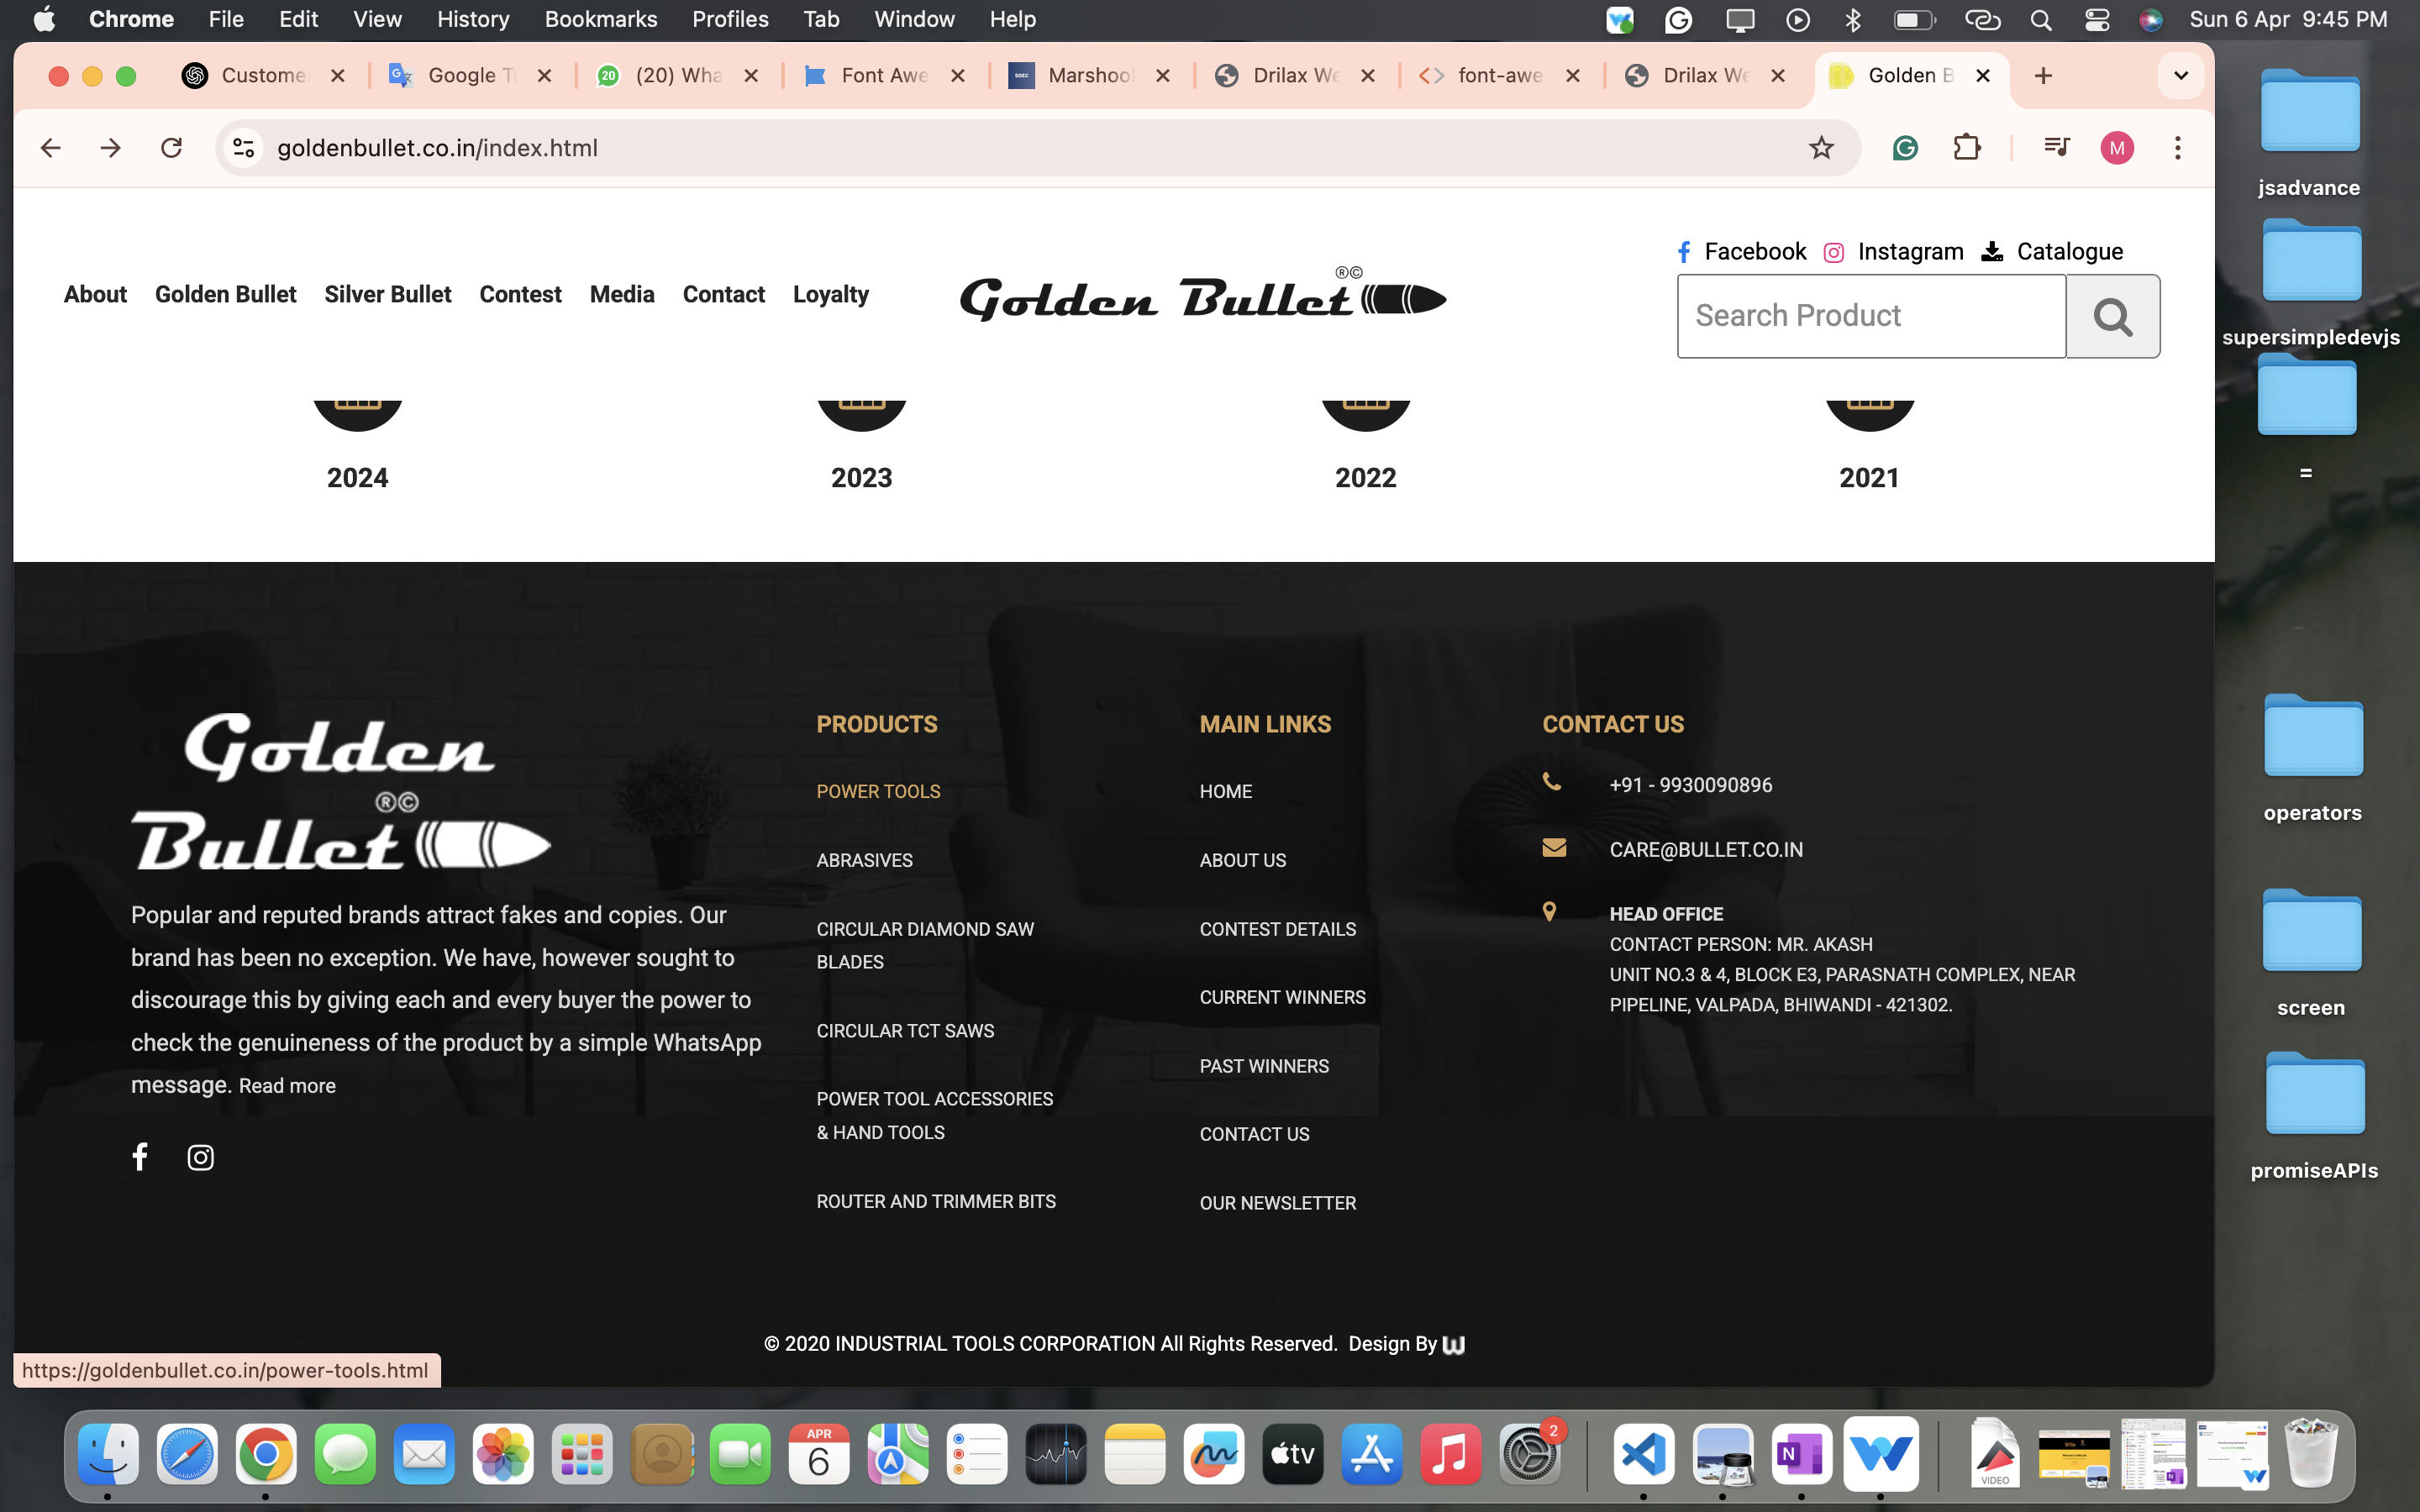 Chrome File Edit View History Bookmarks Profiles Tab Window Help Sun 6 Apr 9:45 PM
Custome Google T 20 (20) Wha Font Awe SDEC Marshool Drilax We font-awe Drilax We Golden B
goldenbullet.co.in/index.html M
Facebook Instagram Catalogue
About Golden Bullet Silver Bullet Contest Media Contact Loyalty
Golden Bullet ®©
Search Product
2024 2023 2022 2021
Golden
Bullet ®©
Popular and reputed brands attract fakes and copies. Our
brand has been no exception. We have, however sought to
discourage this by giving each and every buyer the power to
check the genuineness of the product by a simple WhatsApp
message. Read more
PRODUCTS
POWER TOOLS
ABRASIVES
CIRCULAR DIAMOND SAW
BLADES
CIRCULAR TCT SAWS
POWER TOOL ACCESSORIES
& HAND TOOLS
ROUTER AND TRIMMER BITS
MAIN LINKS
HOME
ABOUT US
CONTEST DETAILS
CURRENT WINNERS
PAST WINNERS
CONTACT US
OUR NEWSLETTER
CONTACT US
+91 - 9930090896
CARE@BULLET.CO.IN
HEAD OFFICE
CONTACT PERSON: MR. AKASH
UNIT NO.3 & 4, BLOCK E3, PARASNATH COMPLEX, NEAR
PIPELINE, VALPADA, BHIWANDI - 421302.
© 2020 INDUSTRIAL TOOLS CORPORATION All Rights Reserved. Design By W
https://goldenbullet.co.in/power-tools.html
jsadvance
supersimpledevjs
=
operators
screen
promiseAPIs
APR
6
tv
2
N
VIDEO